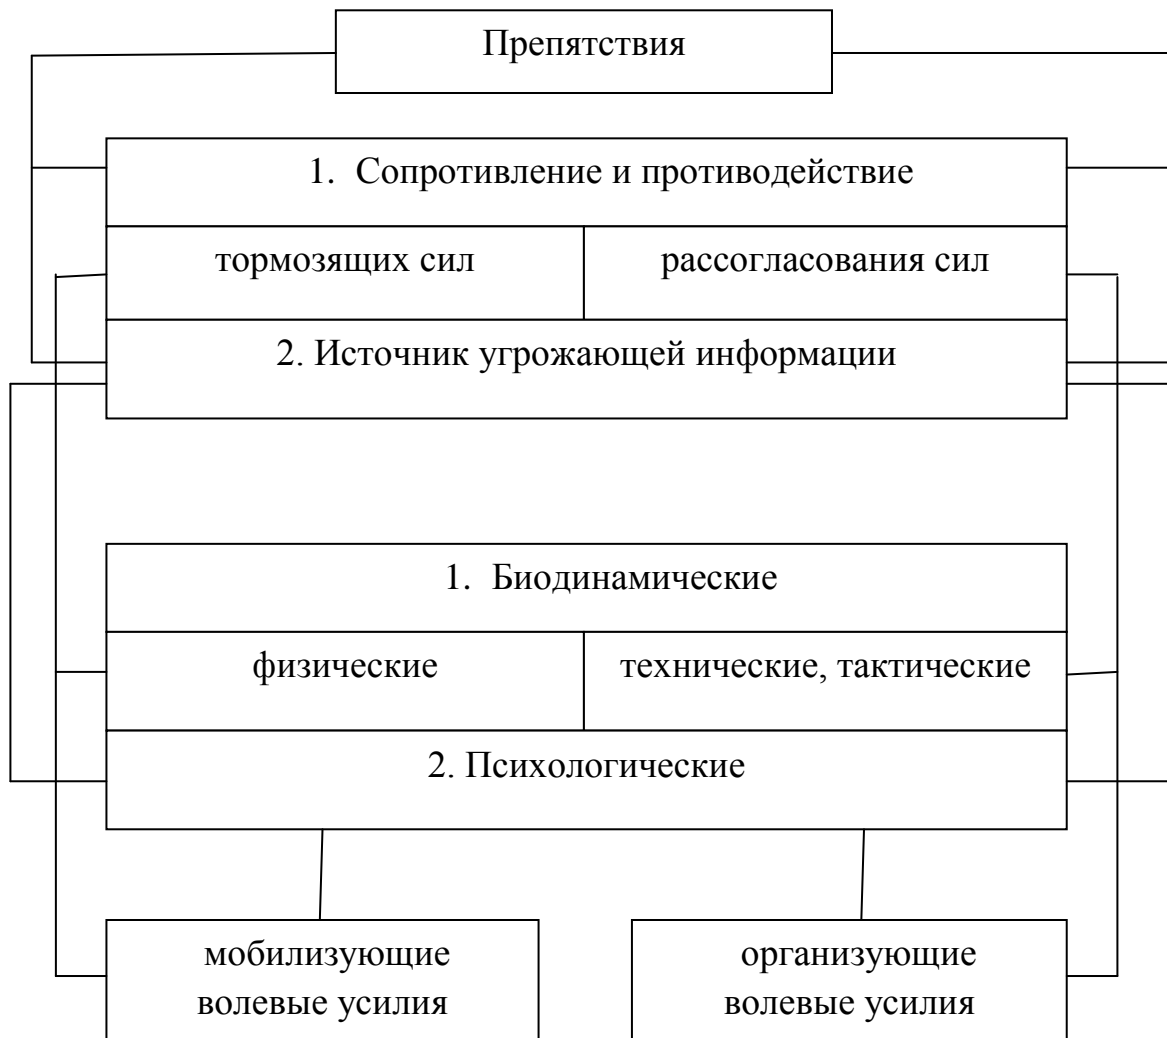 Препятствия
1. Сопротивление и противодействие
тормозящих сил
рассогласования сил
2. Источник угрожающей информации
1. Биодинамические
физические
технические, тактические
2. Психологические
мобилизующие
волевые усилия
организующие
волевые усилия